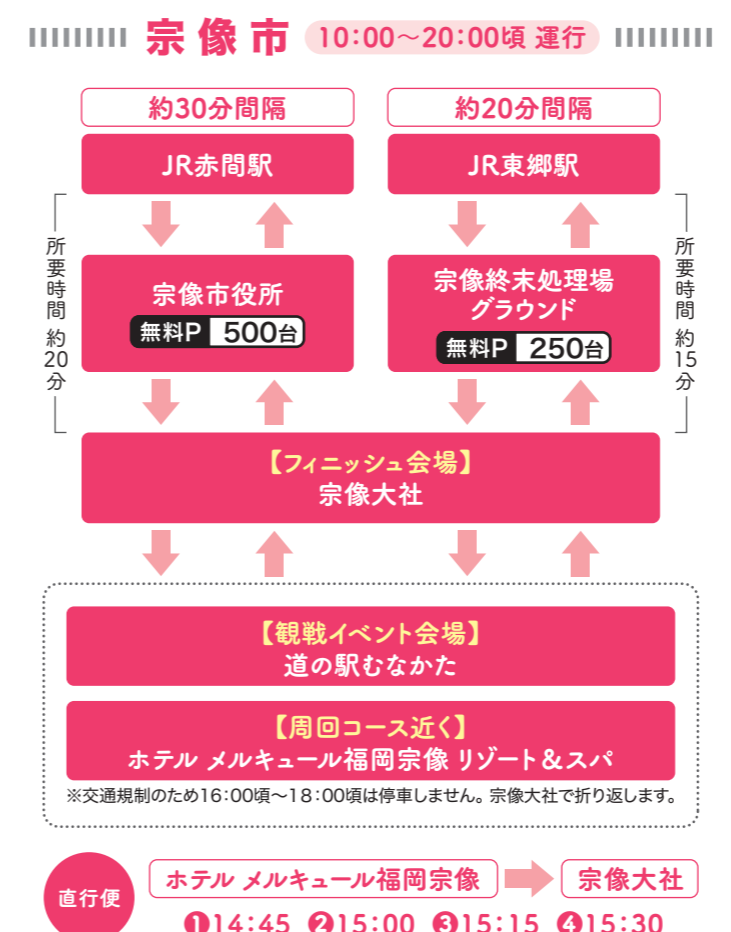 宗像市 10:00〜20:00頃 運行
約30分間隔
JR赤間駅
所要時間 約20分
宗像市役所
無料P 500台
約20分間隔
JR東郷駅
所要時間 約15分
宗像終末処理場
グラウンド
無料P 250台
【フィニッシュ会場】
宗像大社
【観戦イベント会場】
道の駅むなかた
【周回コース近く】
ホテル メルキュール福岡宗像 リゾート＆スパ
※交通規制のため16:00頃〜18:00頃は停車しません。宗像大社で折り返します。
直行便
ホテル メルキュール福岡宗像
宗像大社
❶14:45 ❷15:00 ❸15:15 ❹15:30